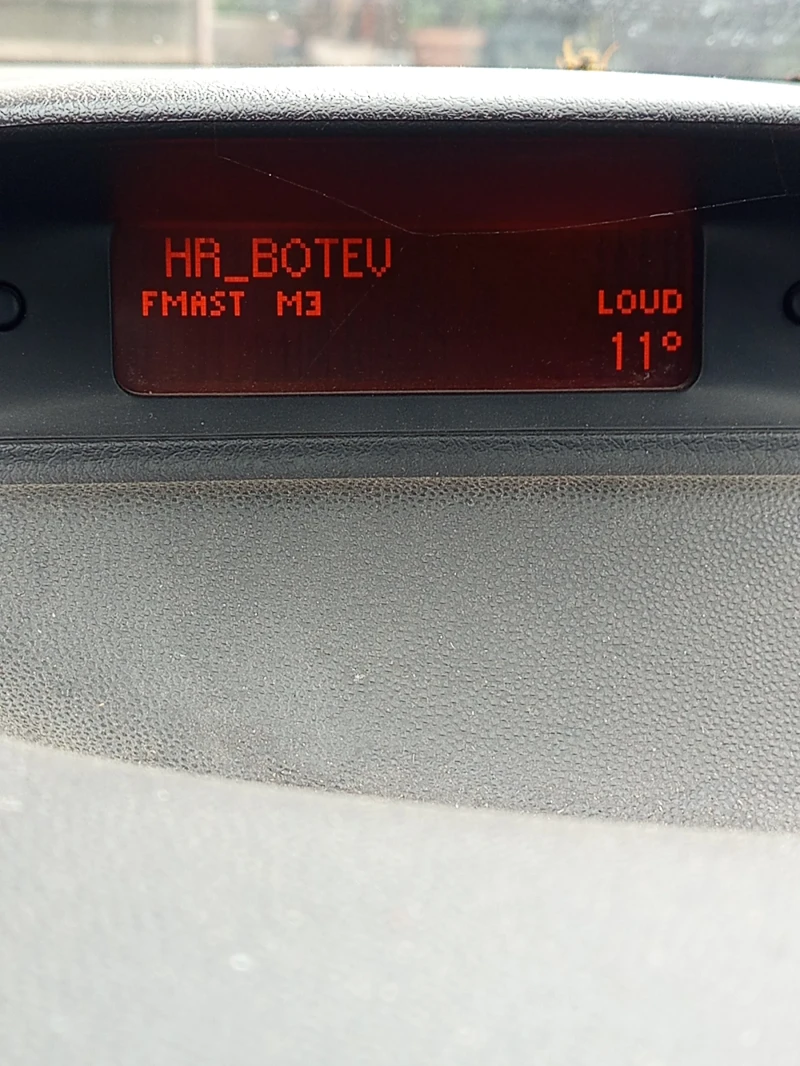 HR_BOTEV
FMAST M3 LOUD
11°